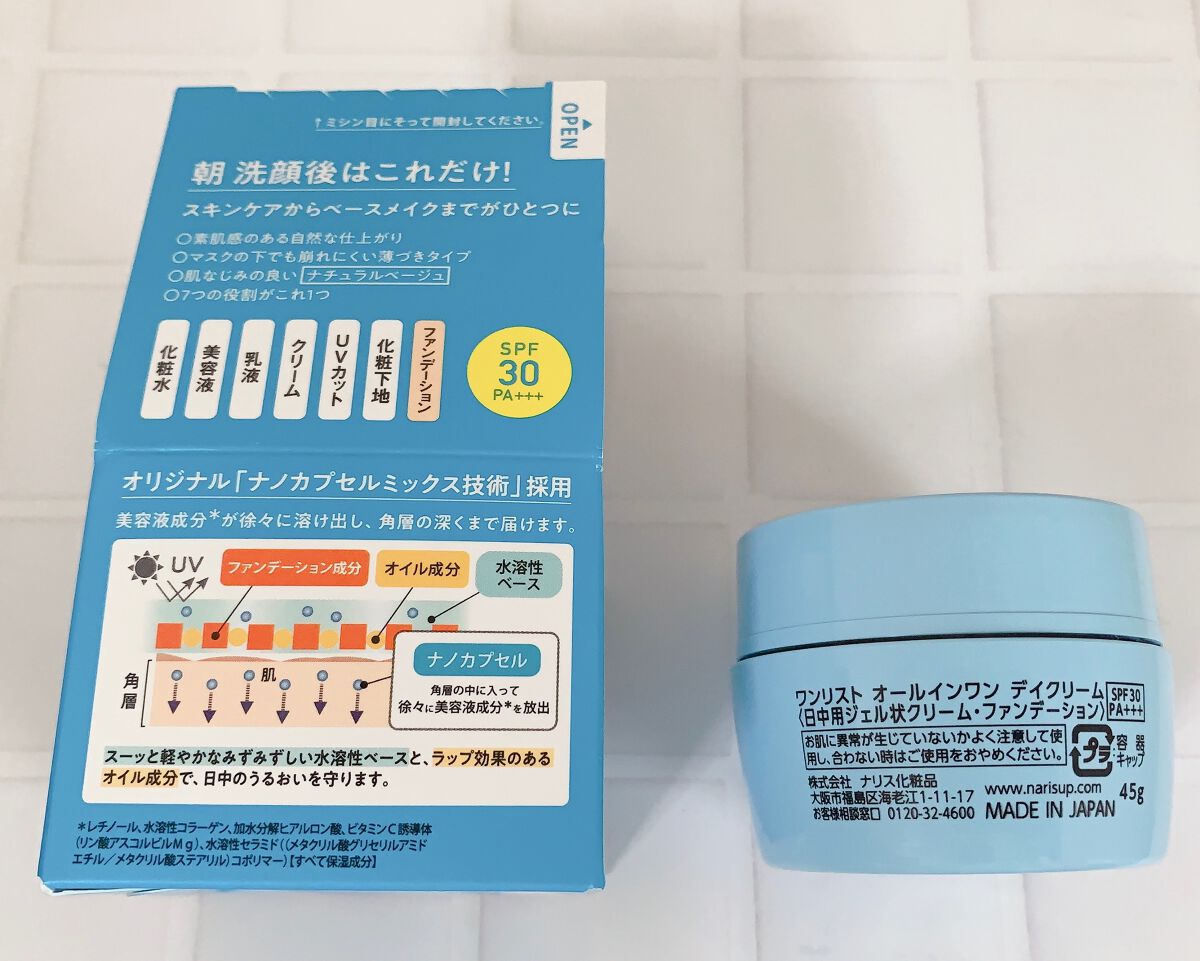 OPEN
↑ミシン目にそって開封してください。
朝 洗顔後はこれだけ!
スキンケアからベースメイクまでがひとつに
○素肌感のある自然な仕上がり
○マスクの下でも崩れにくい薄づきタイプ
○肌なじみの良い ナチュラルベージュ
○7つの役割がこれ1つ
化粧水
美容液
乳液
クリーム
UVカット
化粧下地
ファンデーション
SPF
30
PA+++
オリジナル「ナノカプセルミックス技術」採用
美容液成分*が徐々に溶け出し、角層の深くまで届けます。
UV
ファンデーション成分
オイル成分
水溶性
ベース
角層
肌
ナノカプセル
角層の中に入って
徐々に美容液成分*を放出
スーッと軽やかなみずみずしい水溶性ベースと、ラップ効果のある
オイル成分で、日中のうるおいを守ります。
*レチノール、水溶性コラーゲン、加水分解ヒアルロン酸、ビタミンC誘導体
(リン酸アスコルビルMg)、水溶性セラミド((メタクリル酸グリセリルアミド
エチル/メタクリル酸ステアリル)コポリマー)【すべて保湿成分】
ワンリスト オールインワン デイクリーム
〈日中用ジェル状クリーム・ファンデーション〉
SPF30
PA+++
お肌に異常が生じていないかよく注意して使
用し、合わない時はご使用をおやめください。
プラ
容器
キャップ
株式会社 ナリス化粧品
大阪市福島区海老江1-11-17
お客様相談窓口 0120-32-4600
www.narisup.com
MADE IN JAPAN
45g